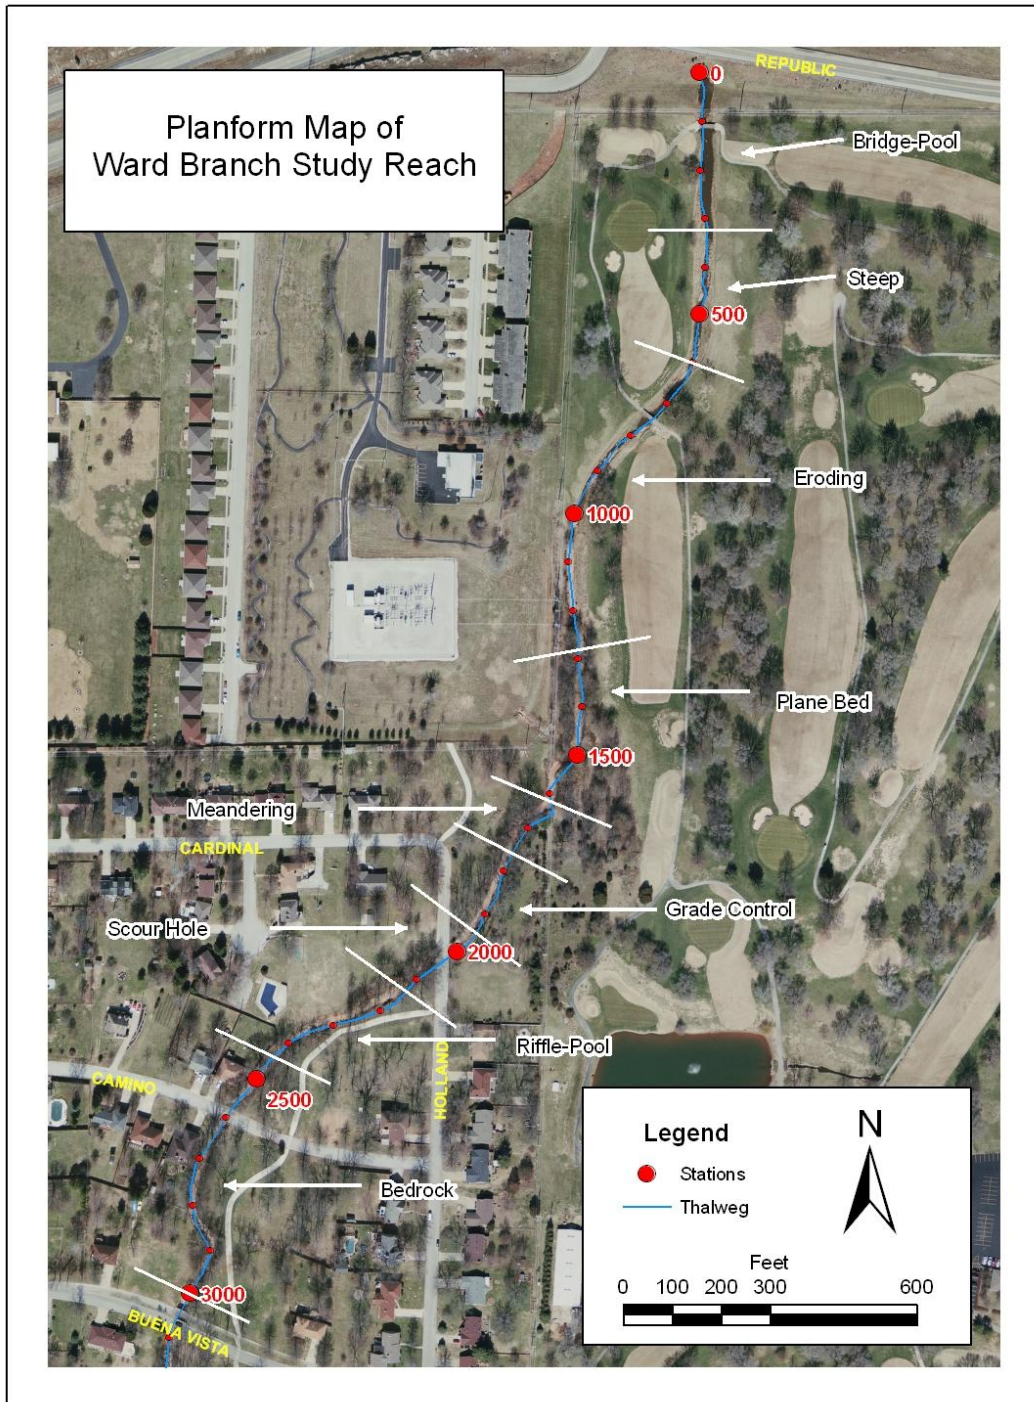 Planform Map of
Ward Branch Study Reach
REPUBLIC
0
Bridge-Pool
Steep
500
Eroding
1000
Plane Bed
1500
Meandering
CARDINAL
Grade Control
Scour Hole
2000
Riffle-Pool
HOLLAND
CAMINO
2500
Bedrock
3000
BUENA VISTA
Legend
Stations
Thalweg
N
Feet
0 100 200 300 600